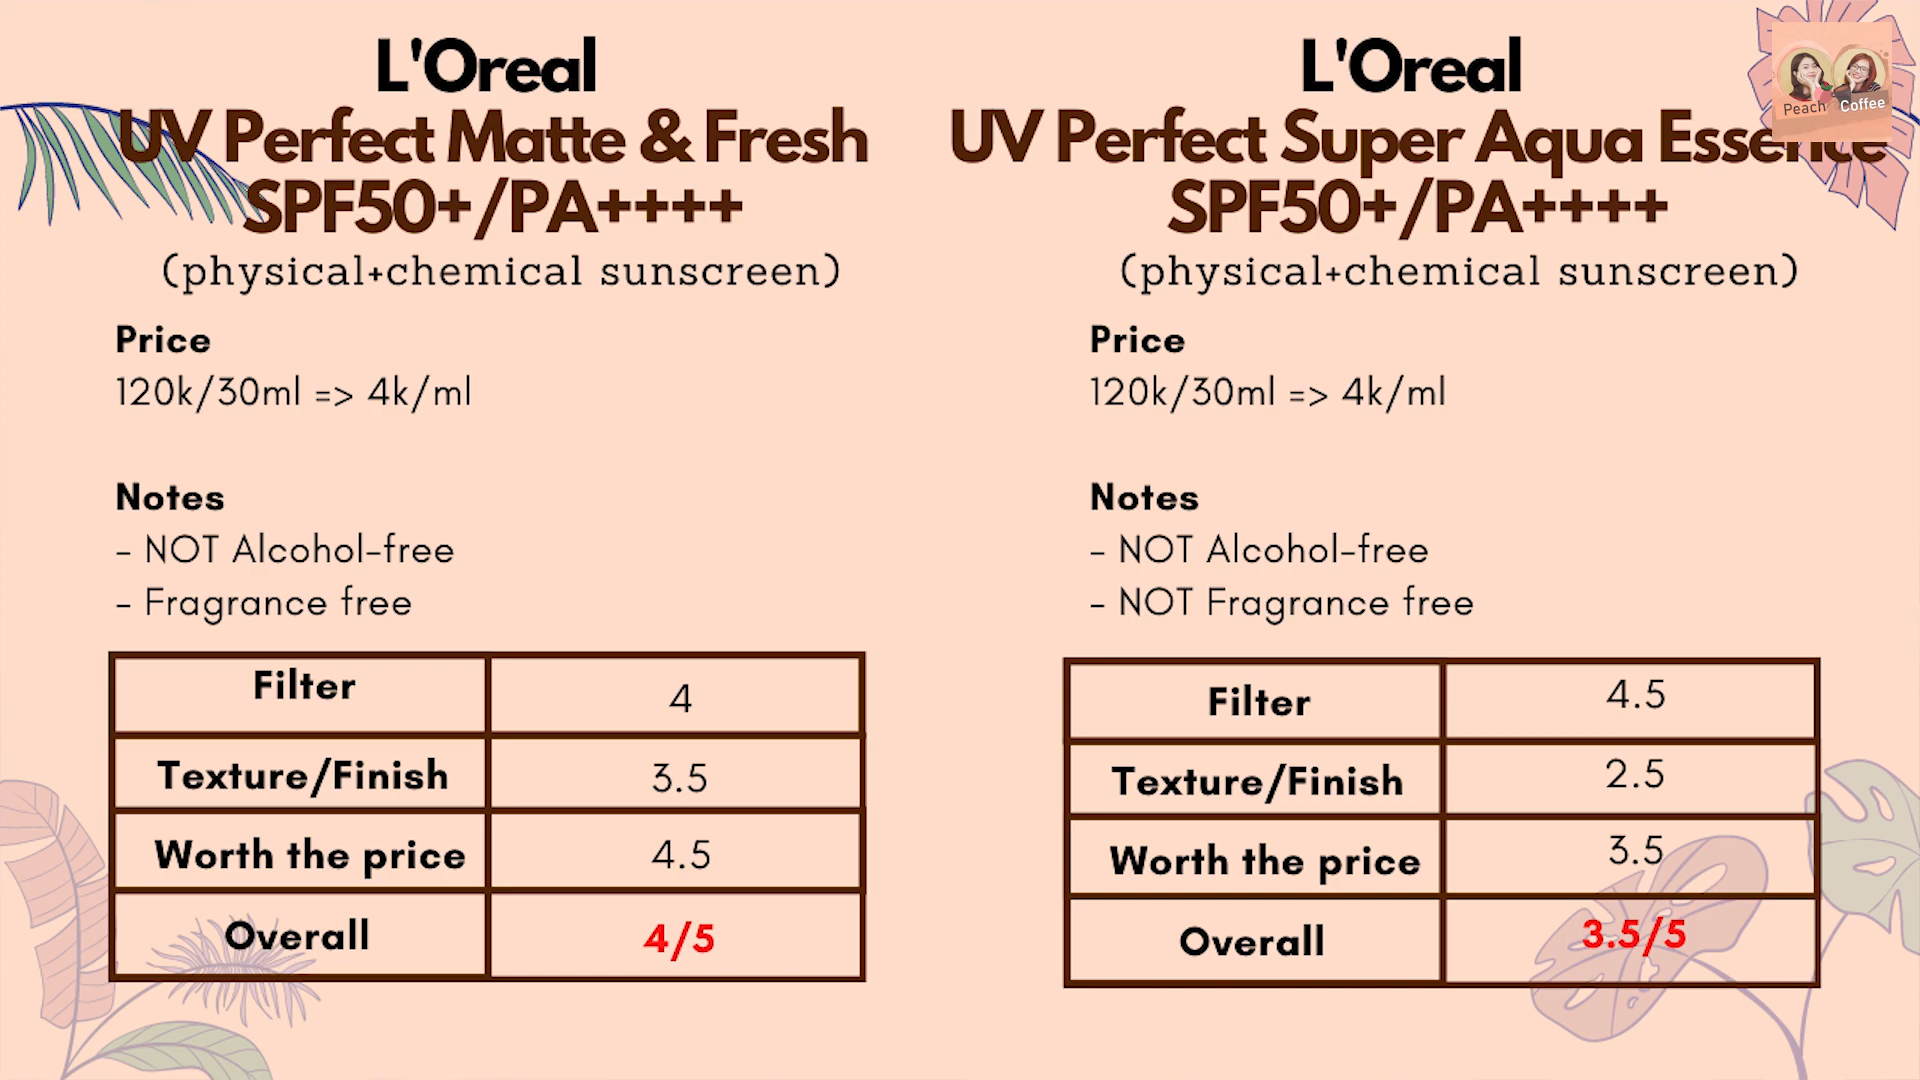 L'Oreal
UV Perfect Matte & Fresh
SPF50+/PA++++
(physical+chemical sunscreen)
Price
120k/30ml => 4k/ml
Notes
- NOT Alcohol-free
- Fragrance free
Filter 4
Texture/Finish 3.5
Worth the price 4.5
Overall 4/5
L'Oreal
UV Perfect Super Aqua Essence
SPF50+/PA++++
(physical+chemical sunscreen)
Price
120k/30ml => 4k/ml
Notes
- NOT Alcohol-free
- NOT Fragrance free
Filter 4.5
Texture/Finish 2.5
Worth the price 3.5
Overall 3.5/5
Peach Coffee